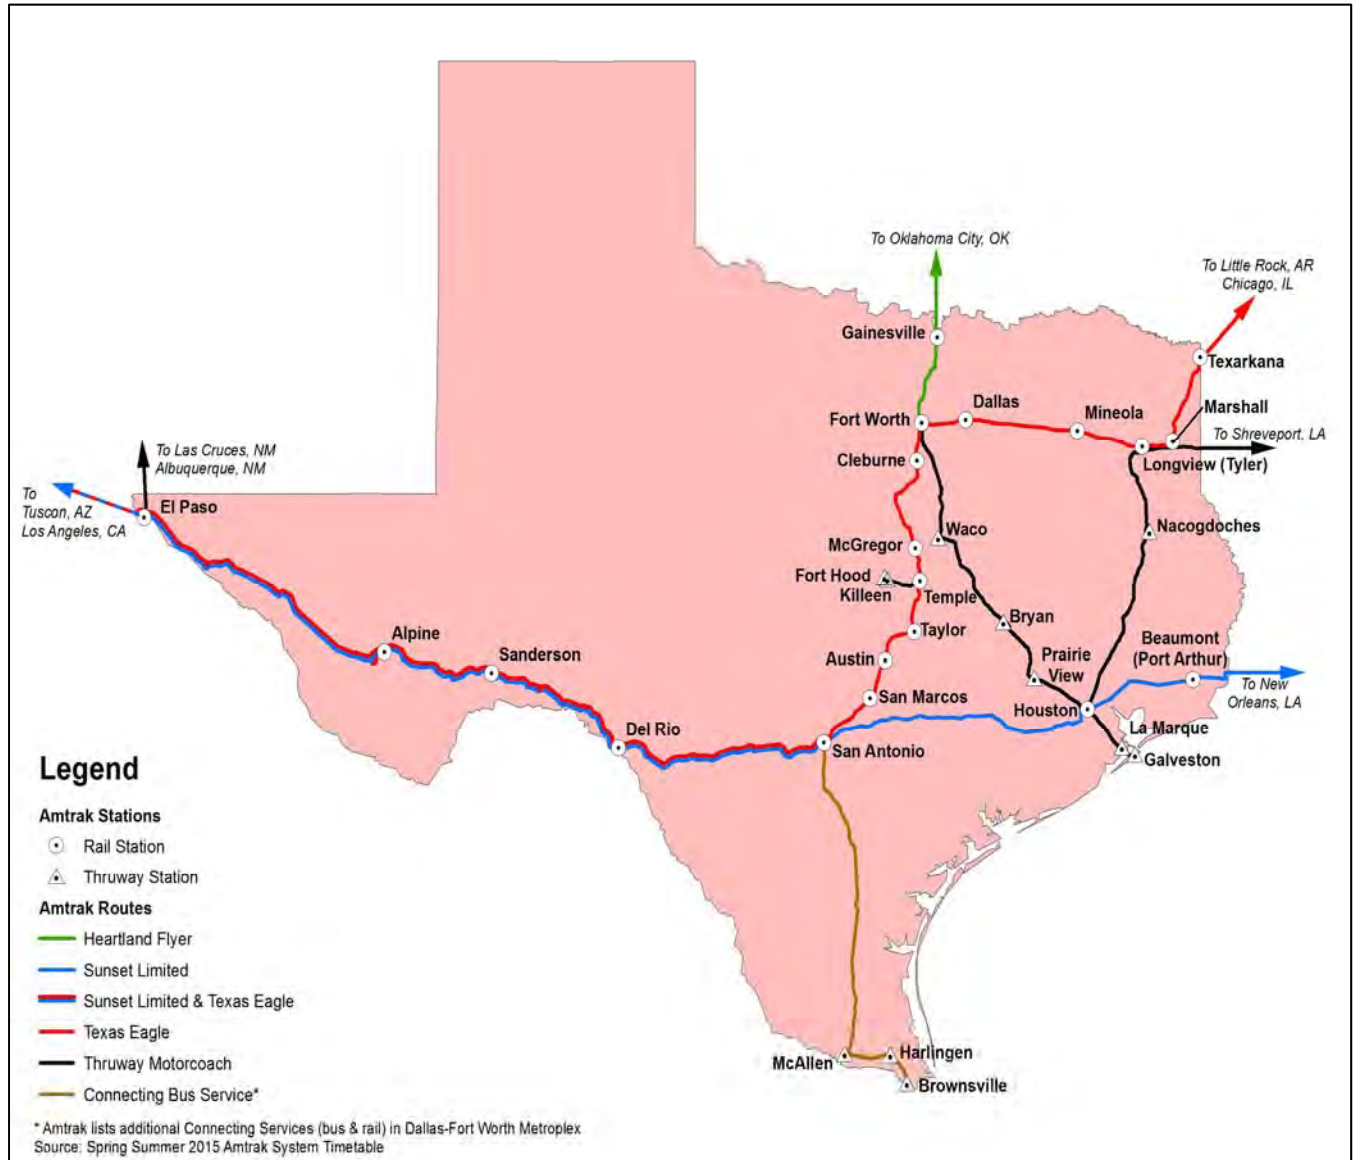 To Oklahoma City, OK
To Little Rock, AR
Chicago, IL
Gainesville
Texarkana
Fort Worth
Dallas
Mineola
Marshall
To Shreveport, LA
Longview (Tyler)
Cleburne
To Las Cruces, NM
Albuquerque, NM
To
Tuscon, AZ
Los Angeles, CA
El Paso
Waco
Nacogdoches
McGregor
Fort Hood
Killeen
Temple
Bryan
Taylor
Alpine
Sanderson
Austin
Prairie
View
Beaumont
(Port Arthur)
To New
Orleans, LA
San Marcos
Houston
La Marque
Galveston
Del Rio
San Antonio
McAllen
Harlingen
Brownsville
Legend
Amtrak Stations
Rail Station
Thruway Station
Amtrak Routes
Heartland Flyer
Sunset Limited
Sunset Limited & Texas Eagle
Texas Eagle
Thruway Motorcoach
Connecting Bus Service*
* Amtrak lists additional Connecting Services (bus & rail) in Dallas-Fort Worth Metroplex
Source: Spring Summer 2015 Amtrak System Timetable